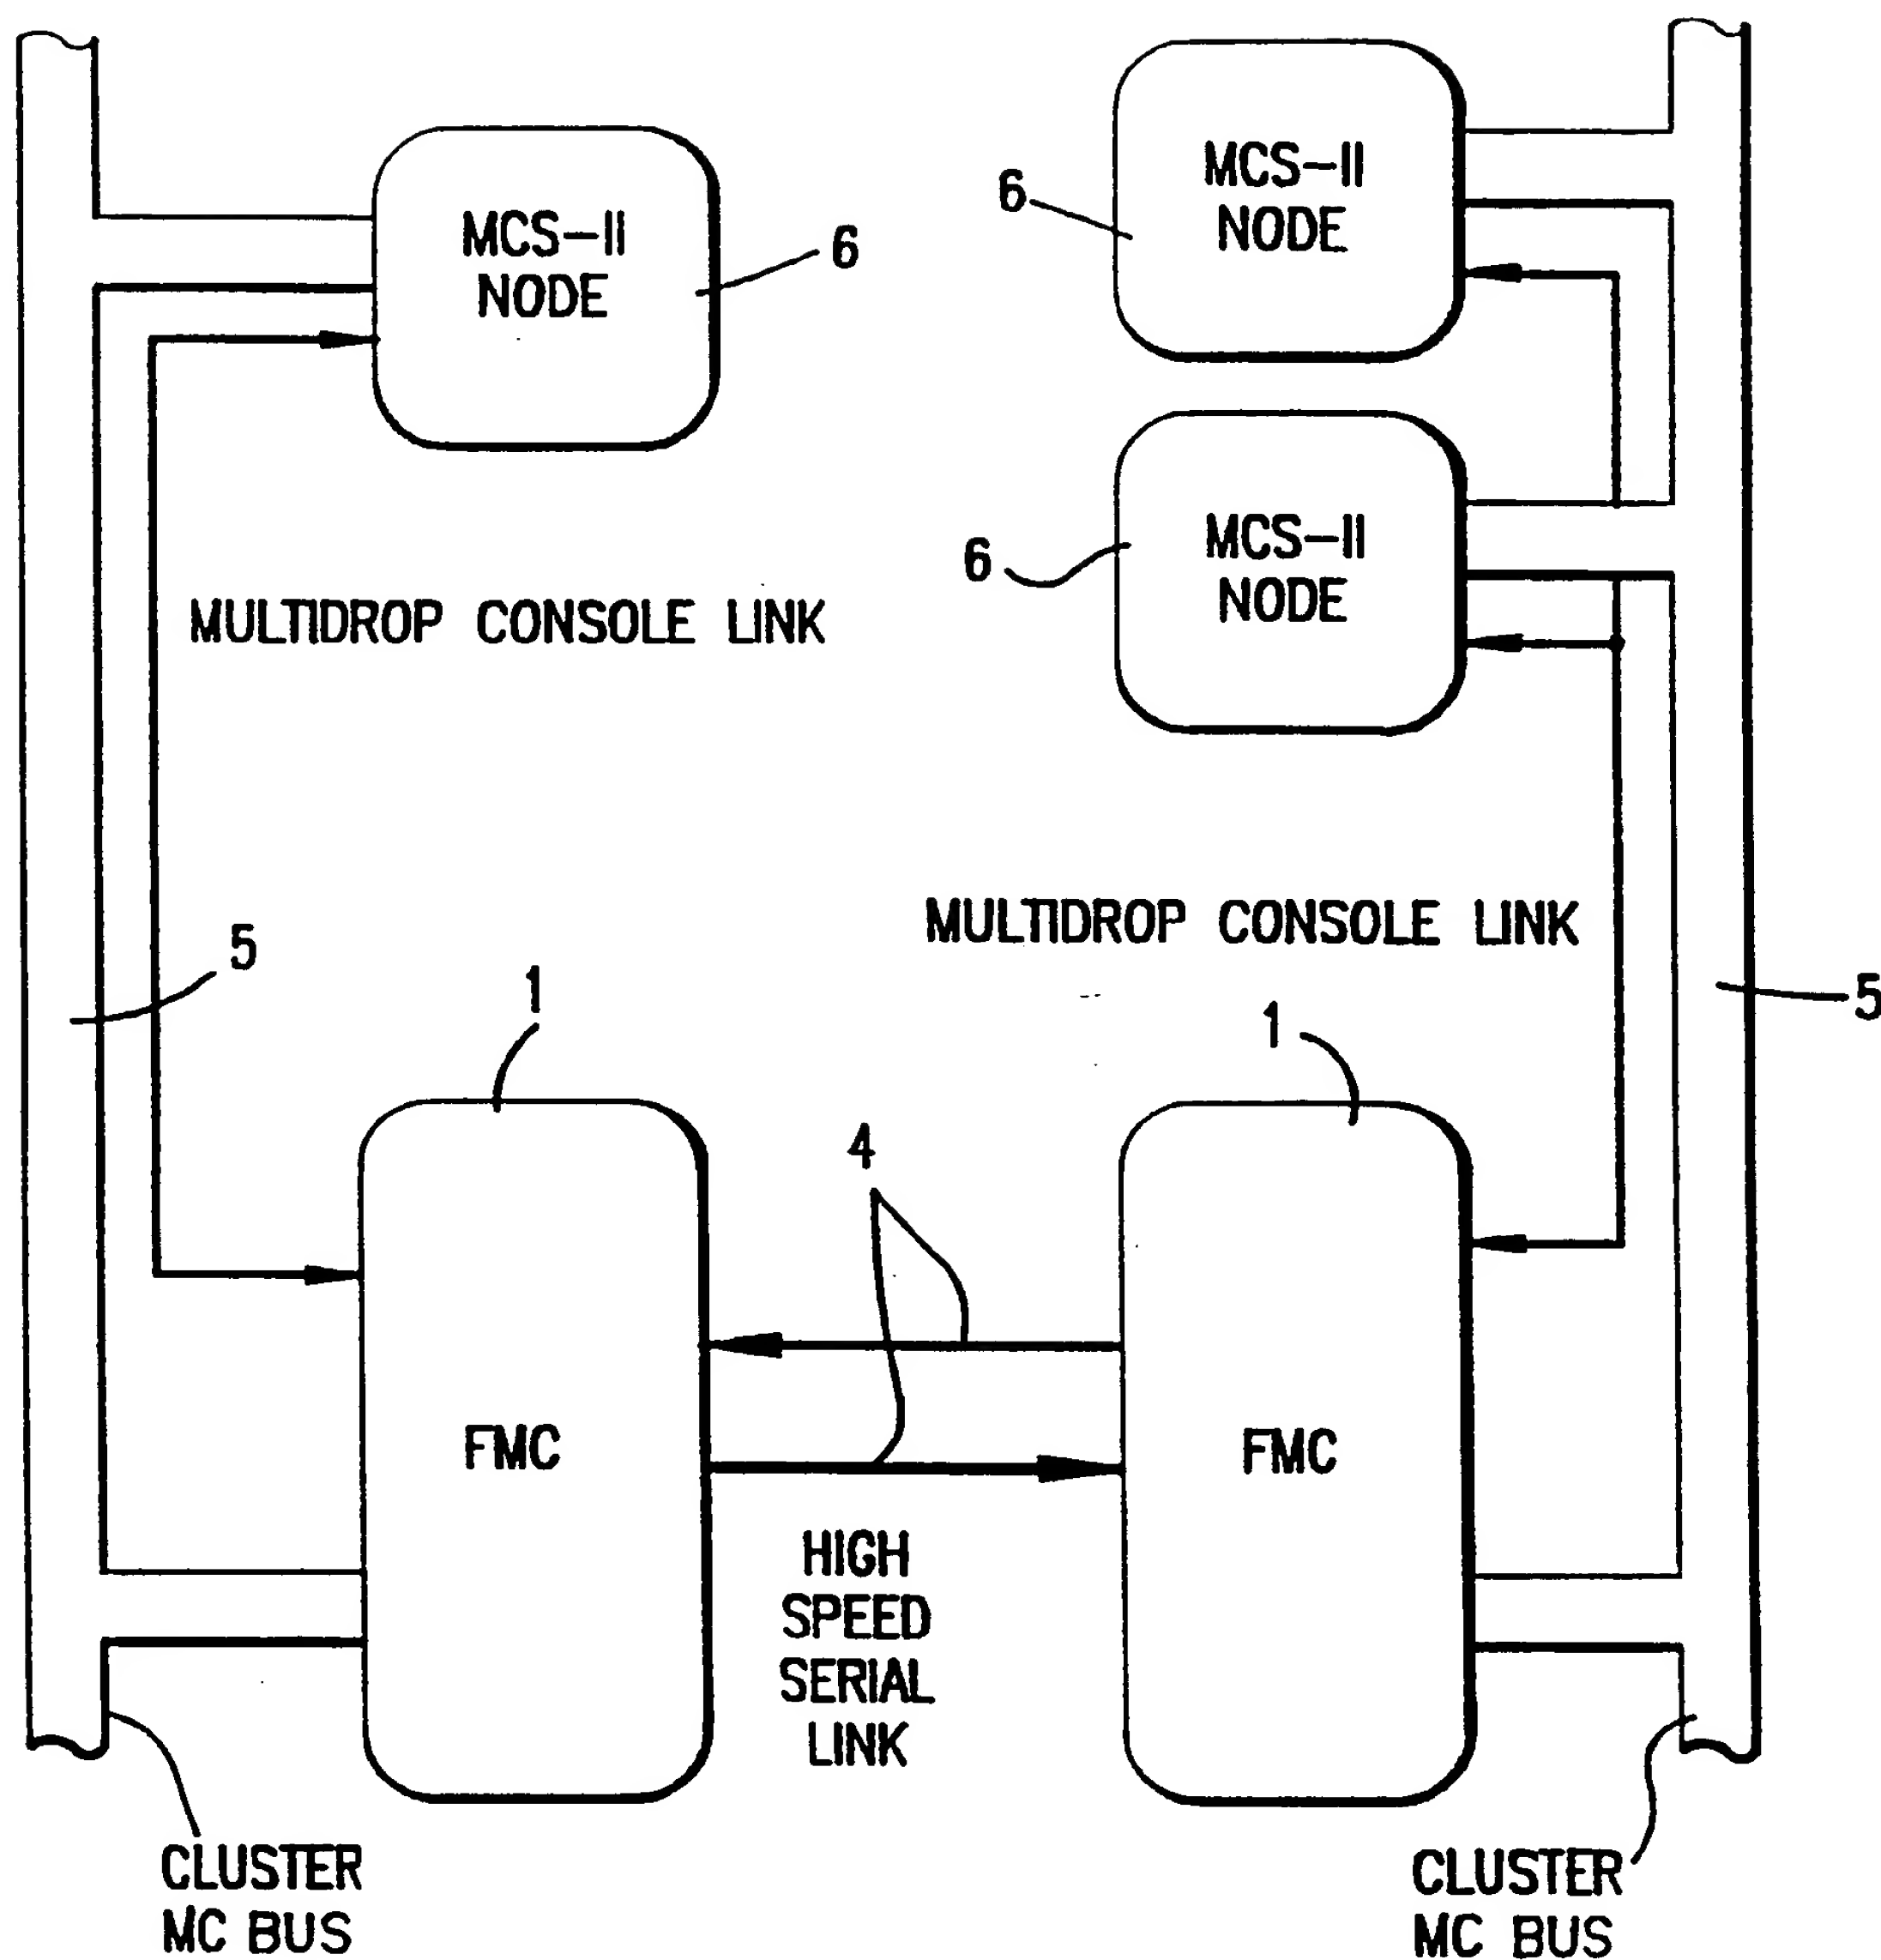 MCS-II
NODE
6
MCS-II
NODE
6
MCS-II
NODE
6
MULTIDROP CONSOLE LINK
MULTIDROP CONSOLE LINK
5
5
1
1
4
FMC
FMC
HIGH
SPEED
SERIAL
LINK
CLUSTER
MC BUS
CLUSTER
MC BUS